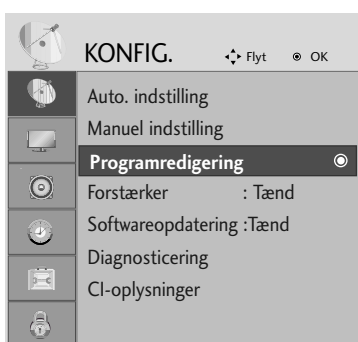 KONFIG. Flyt OK
Auto. indstilling
Manuel indstilling
Programredigering
Forstærker : Tænd
Softwareopdatering :Tænd
Diagnosticering
CI-oplysninger